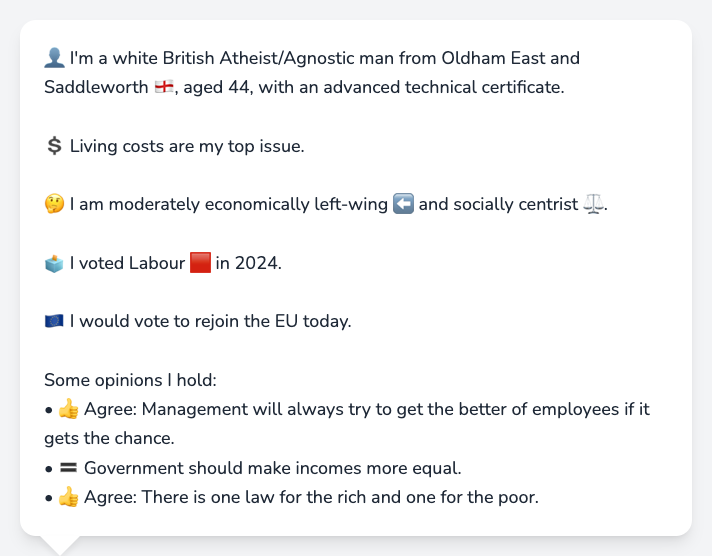 👤 I'm a white British Atheist/Agnostic man from Oldham East and
Saddleworth 🏴󠁧󠁢󠁥󠁮󠁧󠁿, aged 44, with an advanced technical certificate.
💲 Living costs are my top issue.
🤔 I am moderately economically left-wing ⬅️ and socially centrist ⚖️.
🗳️ I voted Labour 🟥 in 2024.
🇪🇺 I would vote to rejoin the EU today.
Some opinions I hold:
• 👍 Agree: Management will always try to get the better of employees if it
gets the chance.
• 🟰 Government should make incomes more equal.
• 👍 Agree: There is one law for the rich and one for the poor.